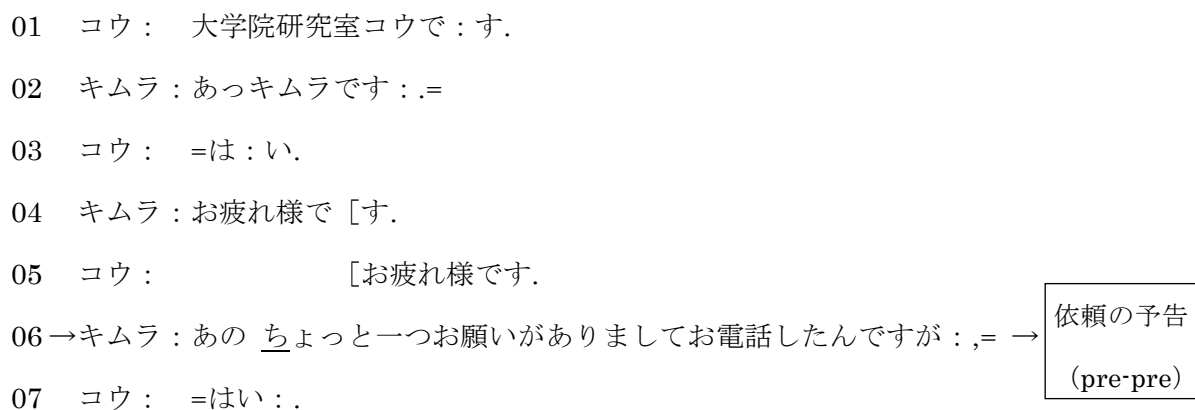 01 コウ： 大学院研究室コウで：す.
02 キムラ：あっキムラです：.=
03 コウ： =は：い.
04 キムラ：お疲れ様で［す.
05 コウ： ［お疲れ様です.
06→キムラ：あの ちょっと一つお願いがありましてお電話したんですが：,= →
依頼の予告
（pre-pre）
07 コウ： =はい：.